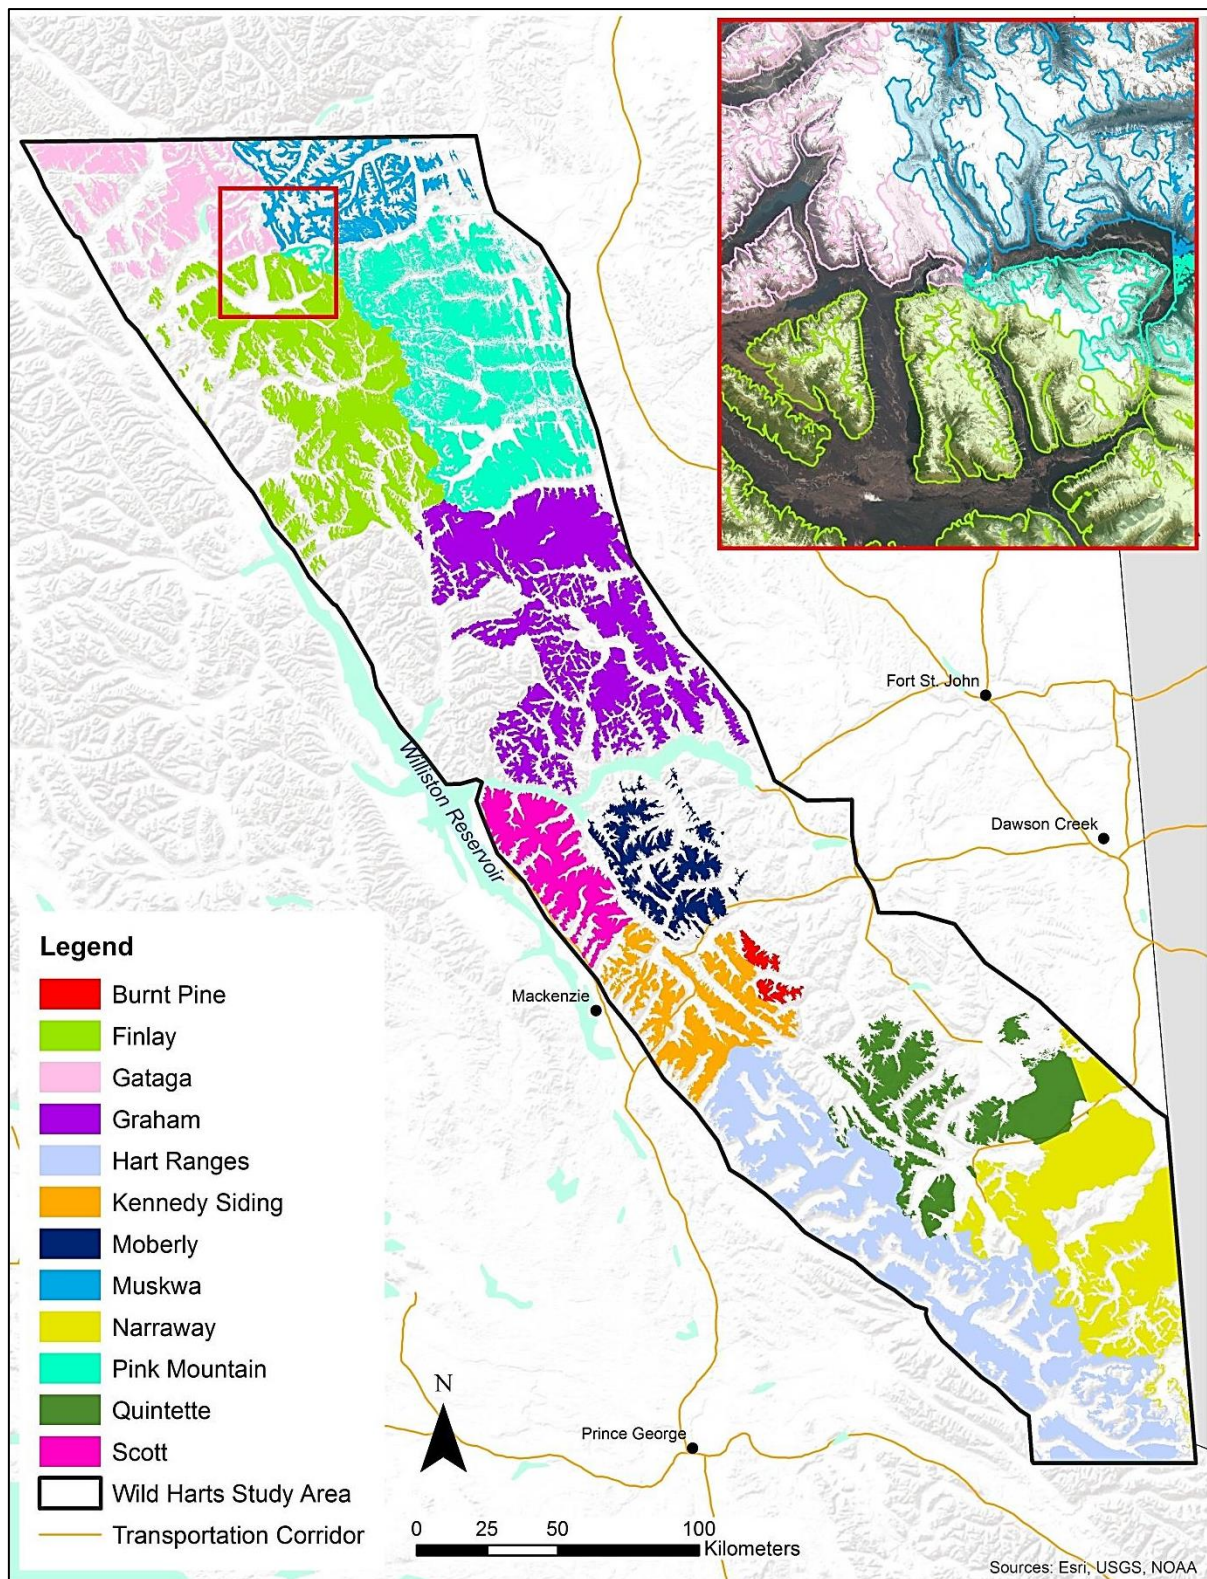 Fort St. John
Dawson Creek
Williston Reservoir
Mackenzie
Legend
Burnt Pine
Finlay
Gataga
Graham
Hart Ranges
Kennedy Siding
Moberly
Muskwa
Narraway
Pink Mountain
Quintette
Scott
Wild Harts Study Area
Transportation Corridor
N
Prince George
0 25 50 100
Kilometers
Sources: Esri, USGS, NOAA